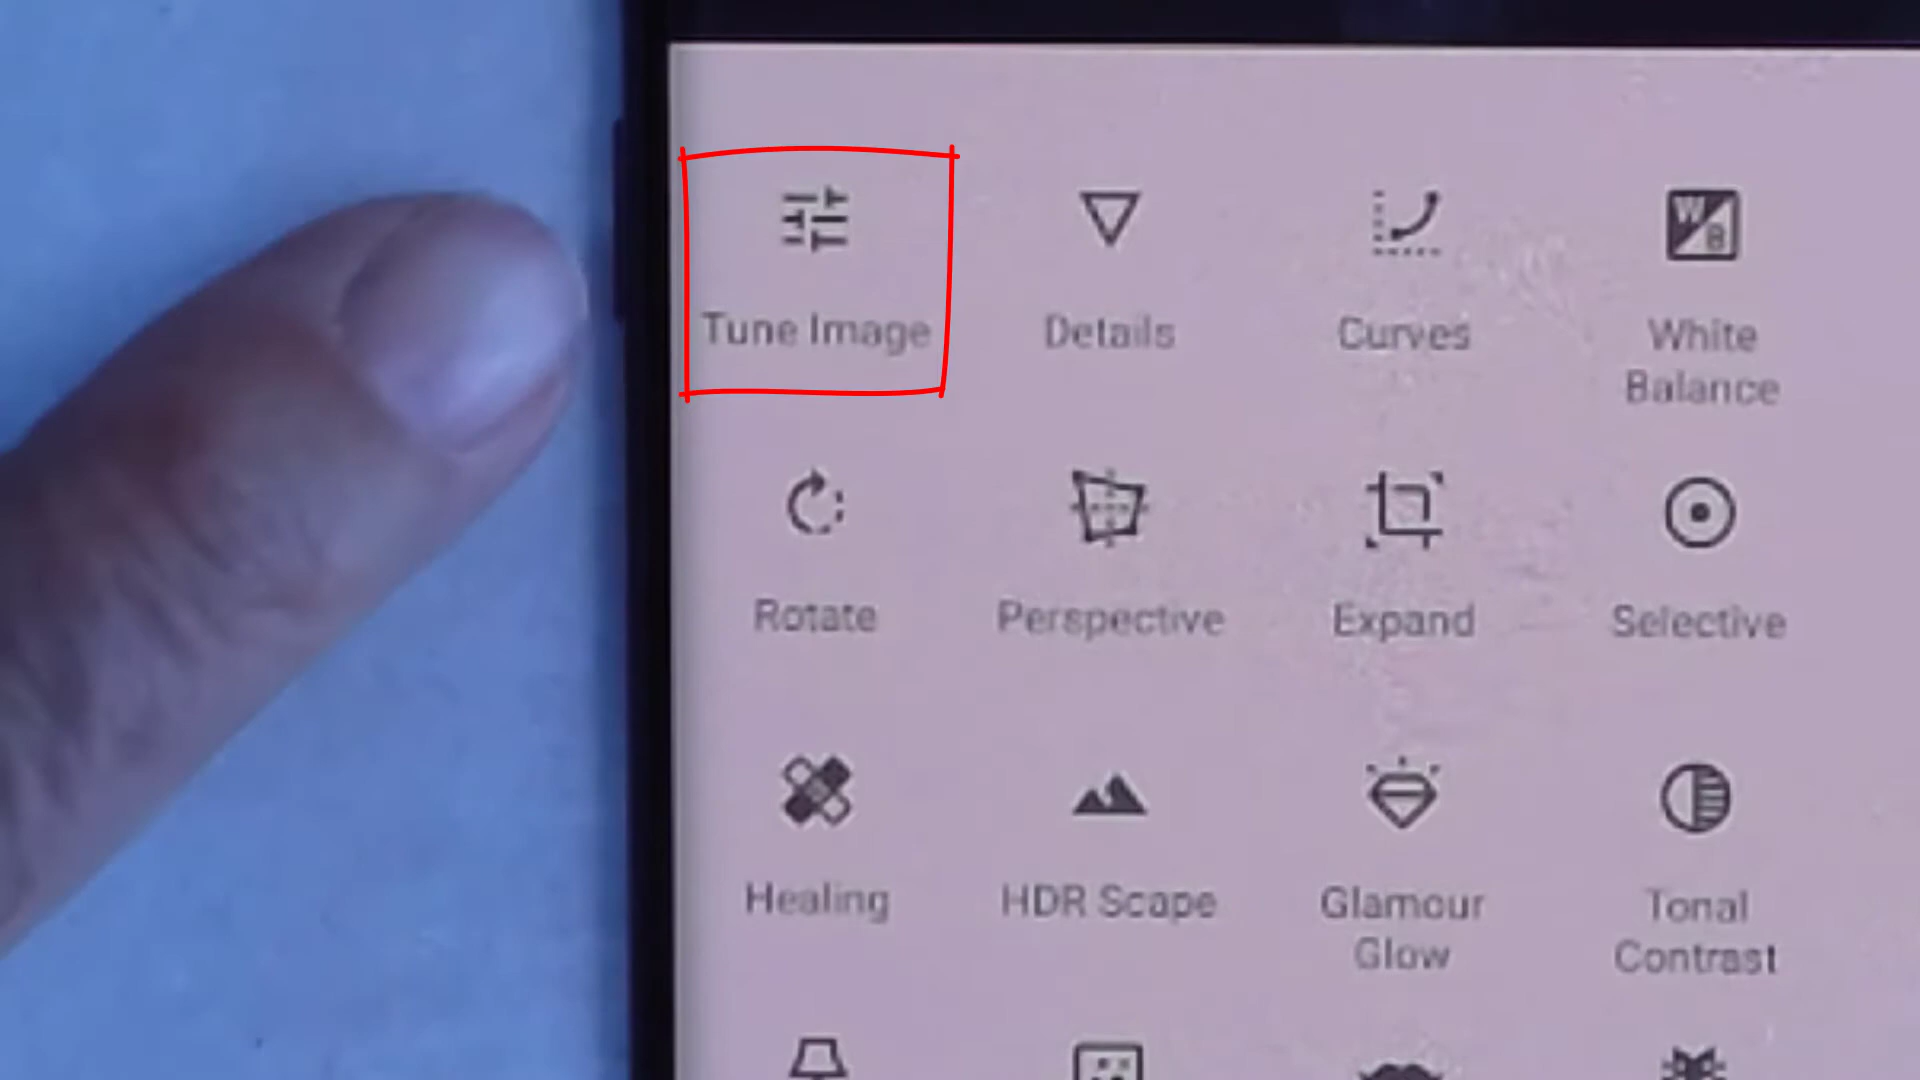 Tune Image
Details
Curves
White
Balance
Rotate
Perspective
Expand
Selective
Healing
HDR Scape
Glamour
Glow
Tonal
Contrast